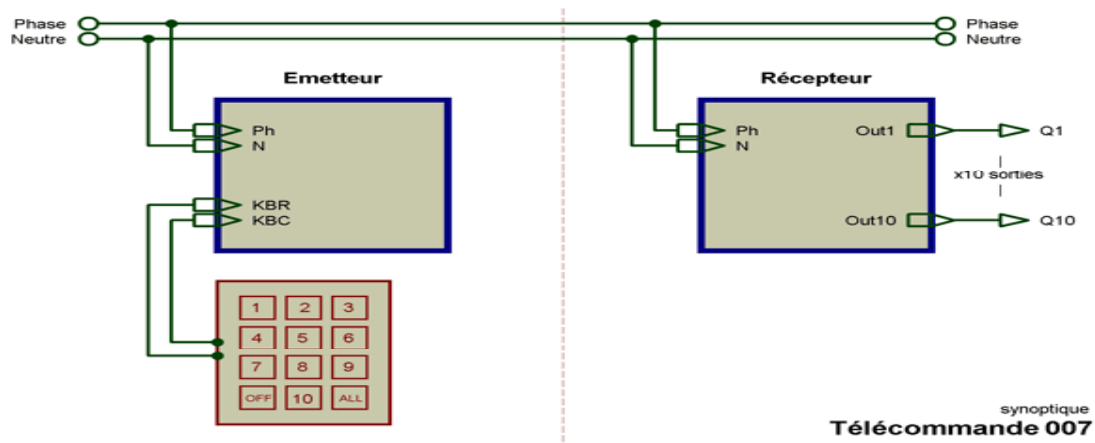 Phase
Neutre
Phase
Neutre
Emetteur
Récepteur
Ph
N
KBR
KBC
Ph
N
Out1
Q1
x10 sorties
Out10
Q10
1 2 3
4 5 6
7 8 9
OFF 10 ALL
synoptique
Télécommande 007